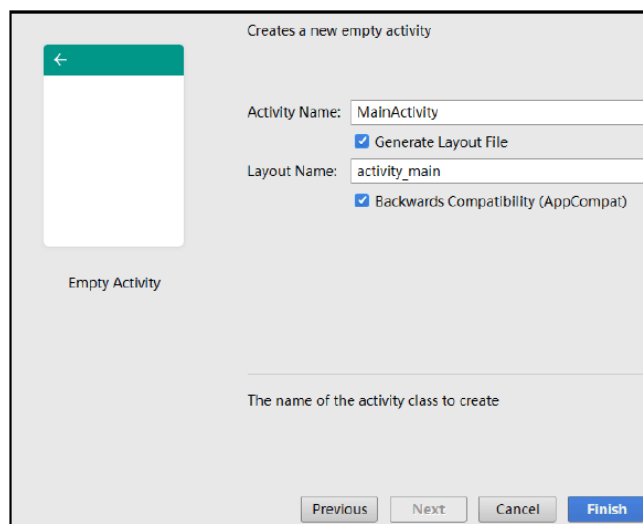 Creates a new empty activity
Activity Name: MainActivity
Generate Layout File
Layout Name: activity_main
Backwards Compatibility (AppCompat)
Empty Activity
The name of the activity class to create
Previous Next Cancel Finish